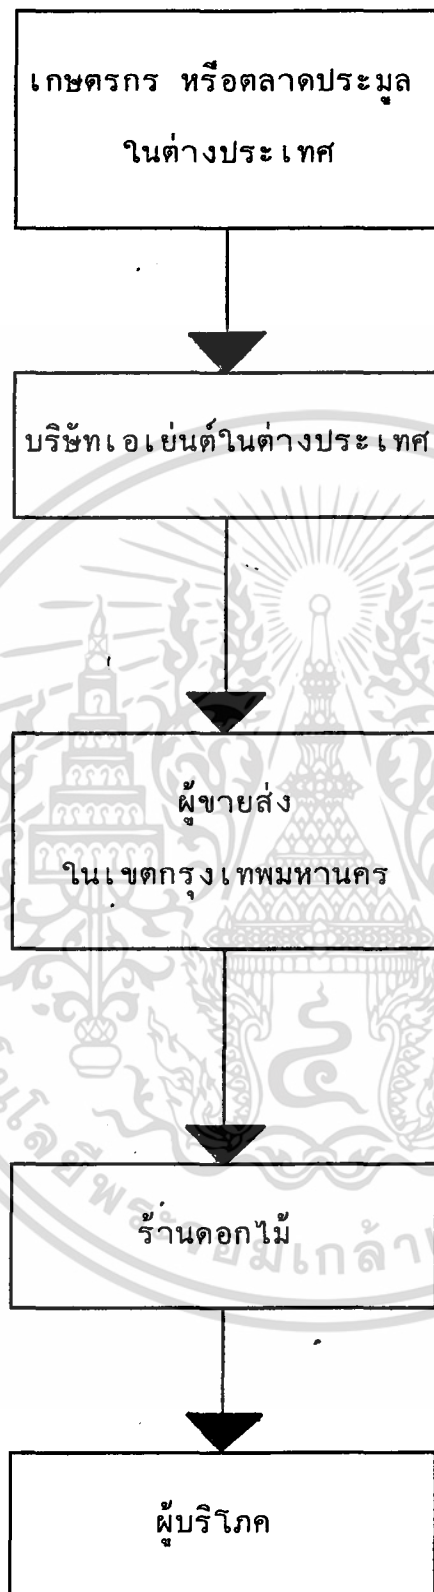 เกษตรกร หรือตลาดประมูล
ในต่างประเทศ
บริษัทเอเย่นต์ในต่างประเทศ
ผู้ขายส่ง
ในเขตกรุงเทพมหานคร
ร้านดอกไม้
ผู้บริโภค